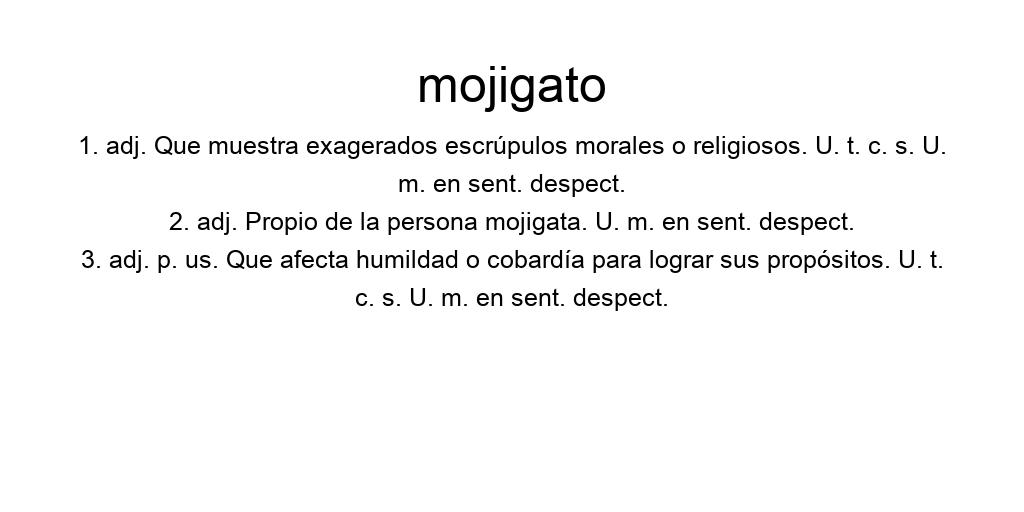 mojigato
1. adj. Que muestra exagerados escrúpulos morales o religiosos. U. t. c. s. U.
m. en sent. despect.
2. adj. Propio de la persona mojigata. U. m. en sent. despect.
3. adj. p. us. Que afecta humildad o cobardía para lograr sus propósitos. U. t.
c. s. U. m. en sent. despect.